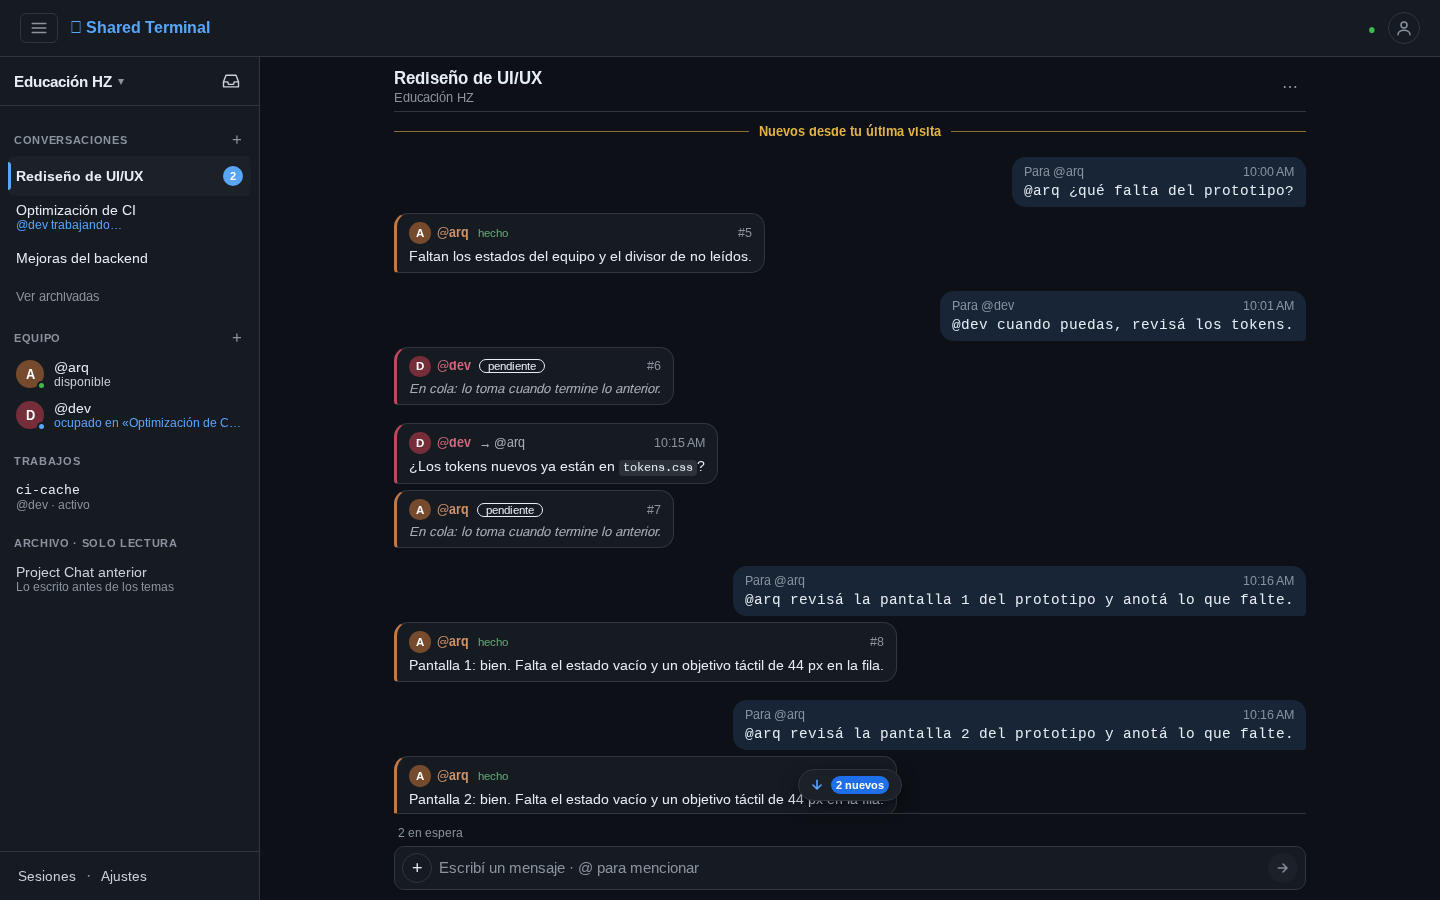 Shared Terminal
Educación HZ ▾
CONVERSACIONES +
Rediseño de UI/UX 2
Optimización de CI
@dev trabajando…
Mejoras del backend
Ver archivadas
EQUIPO +
A @arq
disponible
D @dev
ocupado en «Optimización de C…
TRABAJOS
ci-cache
@dev · activo
ARCHIVO · SOLO LECTURA
Project Chat anterior
Lo escrito antes de los temas
Sesiones · Ajustes
Rediseño de UI/UX
Educación HZ
…
Nuevos desde tu última visita
Para @arq 10:00 AM
@arq ¿qué falta del prototipo?
A @arq hecho #5
Faltan los estados del equipo y el divisor de no leídos.
Para @dev 10:01 AM
@dev cuando puedas, revisá los tokens.
D @dev pendiente #6
En cola: lo toma cuando termine lo anterior.
D @dev → @arq 10:15 AM
¿Los tokens nuevos ya están en tokens.css?
A @arq pendiente #7
En cola: lo toma cuando termine lo anterior.
Para @arq 10:16 AM
@arq revisá la pantalla 1 del prototipo y anotá lo que falte.
A @arq hecho #8
Pantalla 1: bien. Falta el estado vacío y un objetivo táctil de 44 px en la fila.
Para @arq 10:16 AM
@arq revisá la pantalla 2 del prototipo y anotá lo que falte.
A @arq hecho
Pantalla 2: bien. Falta el estado vacío y un objetivo táctil de 44 px en la fila.
2 nuevos
2 en espera
+ Escribí un mensaje · @ para mencionar